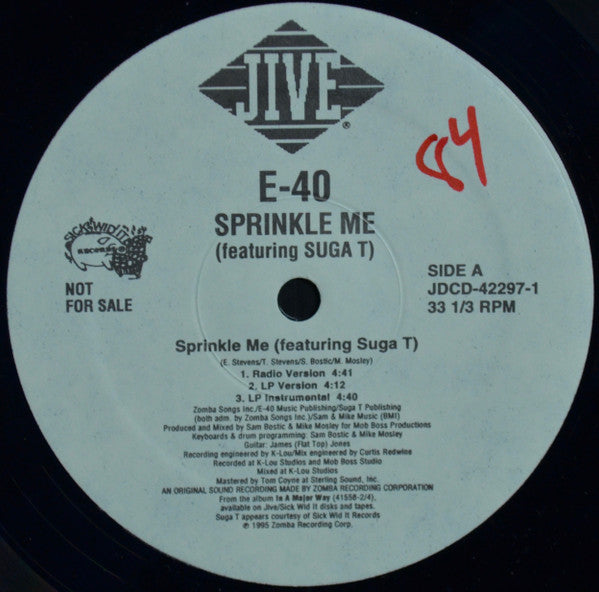 JIVE
®
84
E-40
SPRINKLE ME
(featuring SUGA T)
SICK WID IT
RECORDS
NOT
FOR SALE
SIDE A
JDCD-42297-1
33 1/3 RPM
Sprinkle Me (featuring Suga T)
(E. Stevens/T. Stevens/S. Bostic/M. Mosley)
1. Radio Version 4:41
2. LP Version 4:12
3. LP Instrumental 4:40
Zomba Songs Inc./E-40 Music Publishing/Suga T Publishing
(both adm. by Zomba Songs Inc.)/Sam & Mike Music (BMI)
Produced and Mixed by Sam Bostic & Mike Mosley for Mob Boss Productions
Keyboards & drum programming: Sam Bostic & Mike Mosley
Guitar: James (Flat Top) Jones
Recording engineered by K-Lou/Mix engineered by Curtis Redwine
Recorded at K-Lou Studios and Mob Boss Studio
Mixed at K-Lou Studios
Mastered by Tom Coyne at Sterling Sound, Inc.
AN ORIGINAL SOUND RECORDING MADE BY ZOMBA RECORDING CORPORATION
From the album In A Major Way (41558-2/4),
available on Jive/Sick Wid It disks and tapes.
Suga T appears courtesy of Sick Wid It Records
℗ 1995 Zomba Recording Corp.